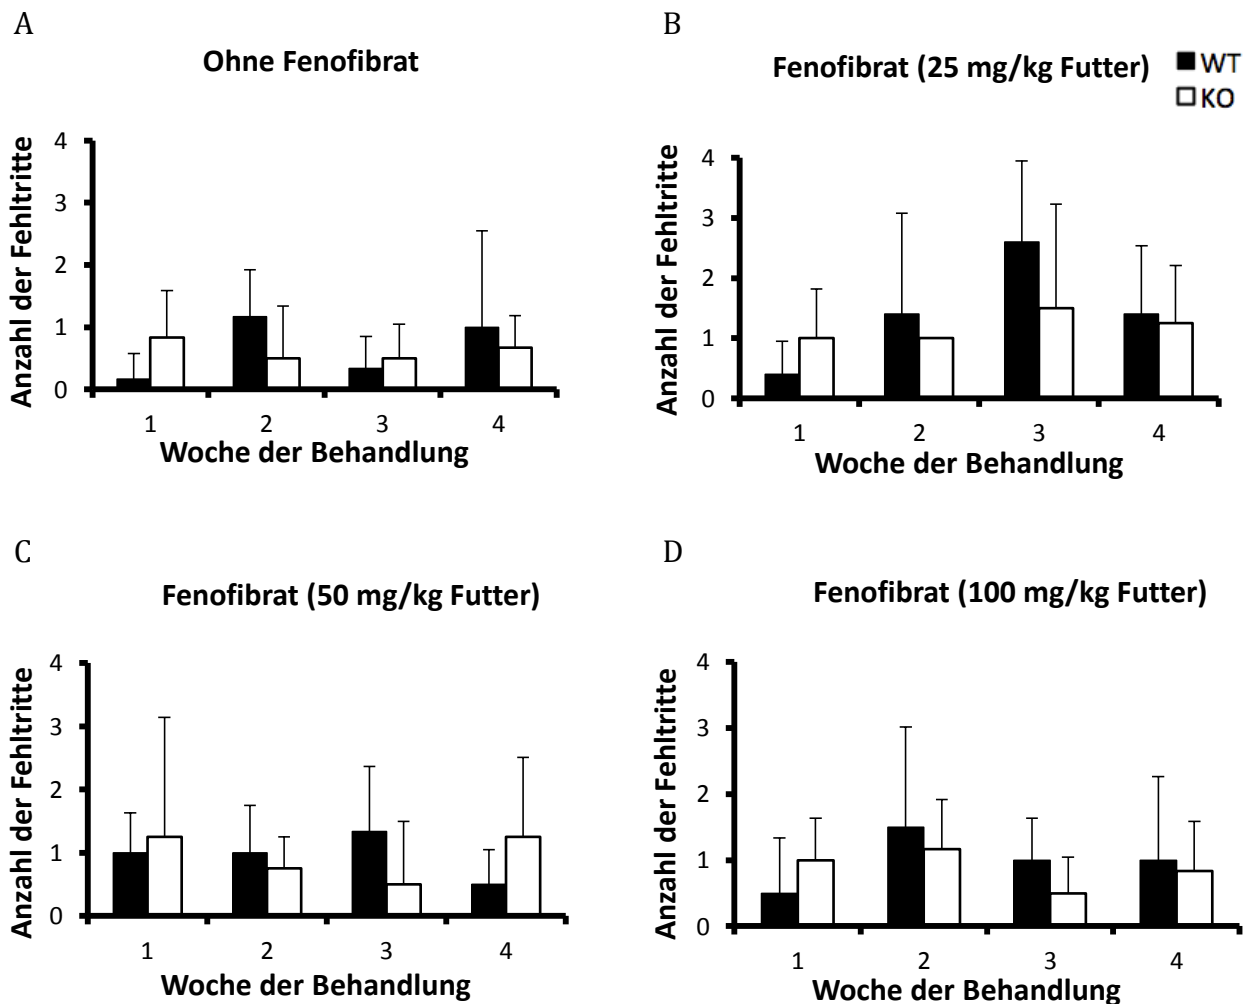 A
Ohne Fenofibrat
Anzahl der Fehltritte
4
3
2
1
0
1 2 3 4
Woche der Behandlung
B
Fenofibrat (25 mg/kg Futter)
WT
KO
Anzahl der Fehltritte
4
3
2
1
0
1 2 3 4
Woche der Behandlung
C
Fenofibrat (50 mg/kg Futter)
Anzahl der Fehltritte
4
3
2
1
0
1 2 3 4
Woche der Behandlung
D
Fenofibrat (100 mg/kg Futter)
Anzahl der Fehltritte
4
3
2
1
0
1 2 3 4
Woche der Behandlung